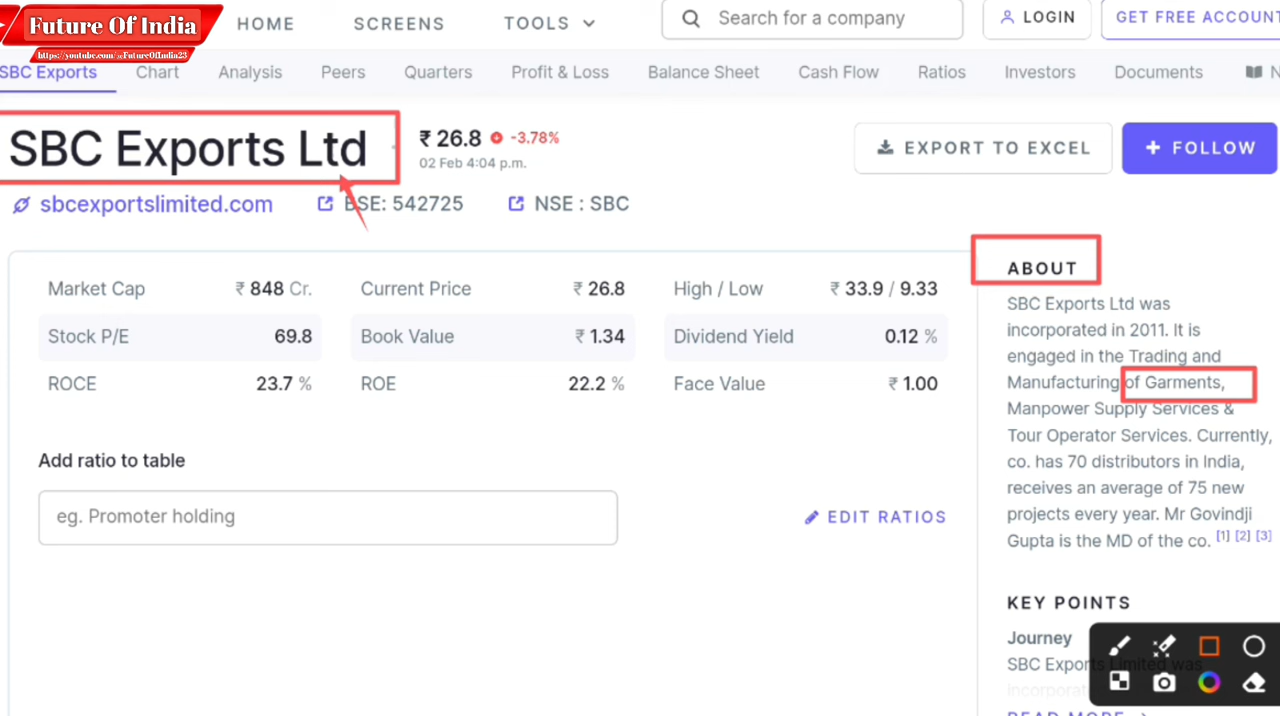 Future Of India
https://youtube.com/@FutureOfIndia23
HOME SCREENS TOOLS Search for a company LOGIN GET FREE ACCOUNT
SBC Exports Chart Analysis Peers Quarters Profit & Loss Balance Sheet Cash Flow Ratios Investors Documents N
SBC Exports Ltd
₹ 26.8 -3.78%
02 Feb 4:04 p.m.
EXPORT TO EXCEL + FOLLOW
sbcexportslimited.com BSE: 542725 NSE : SBC
Market Cap ₹ 848 Cr. Current Price ₹ 26.8 High / Low ₹ 33.9 / 9.33
Stock P/E 69.8 Book Value ₹ 1.34 Dividend Yield 0.12 %
ROCE 23.7 % ROE 22.2 % Face Value ₹ 1.00
Add ratio to table
eg. Promoter holding
EDIT RATIOS
ABOUT
SBC Exports Ltd was
incorporated in 2011. It is
engaged in the Trading and
Manufacturing of Garments,
Manpower Supply Services &
Tour Operator Services. Currently,
co. has 70 distributors in India,
receives an average of 75 new
projects every year. Mr Govindji
Gupta is the MD of the co. [1] [2] [3]
KEY POINTS
Journey
SBC Exports Limited was
incorporat
READ MORE